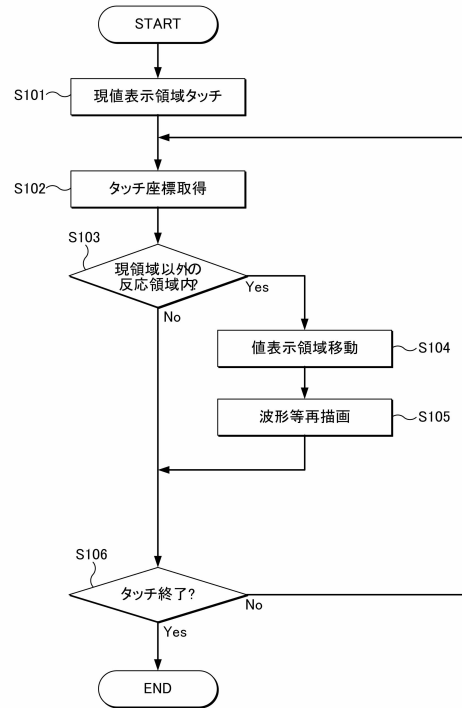 START
S101
現値表示領域タッチ
S102
タッチ座標取得
S103
現領域以外の
反応領域内?
Yes
No
値表示領域移動
S104
波形等再描画
S105
S106
タッチ終了?
No
Yes
END